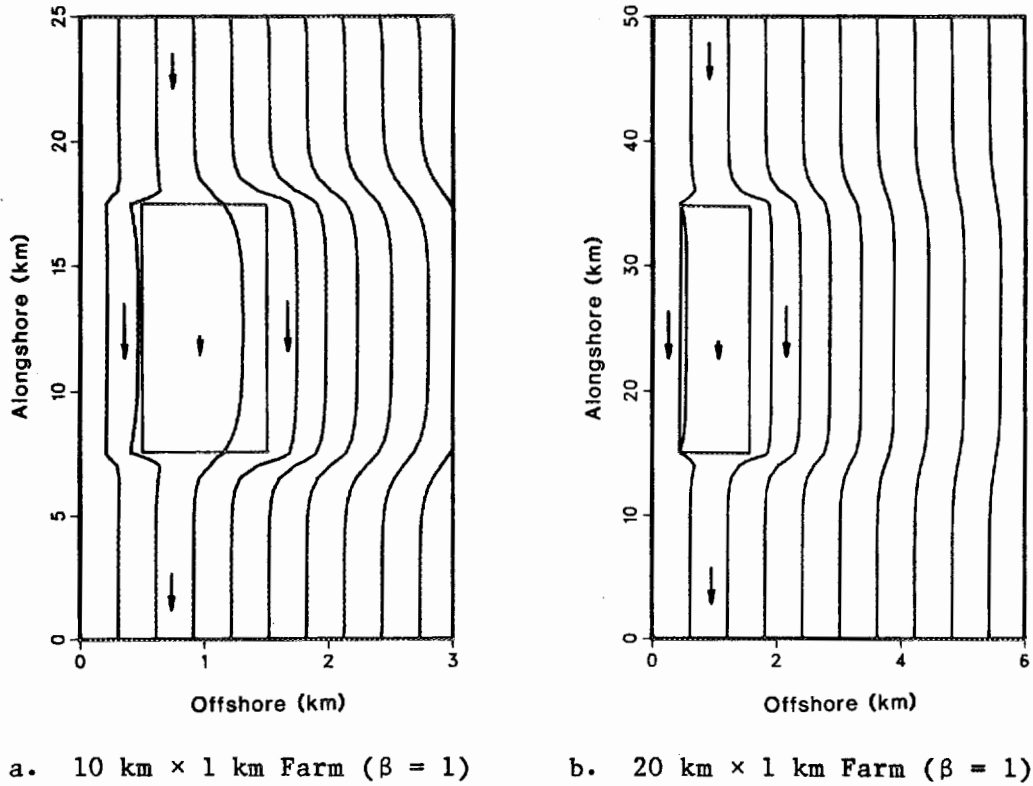 25
20
15
10
5
0
Alongshore (km)
0 1 2 3
Offshore (km)
50
40
30
20
10
0
Alongshore (km)
0 2 4 6
Offshore (km)
a. 10 km × 1 km Farm (β = 1)
b. 20 km × 1 km Farm (β = 1)